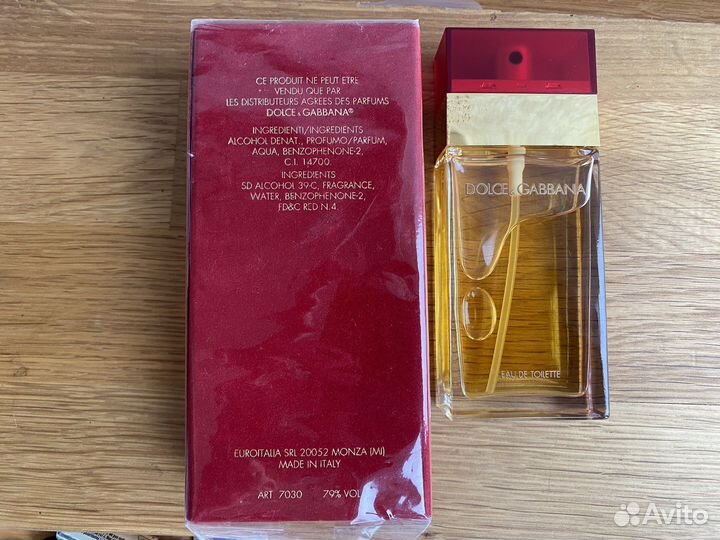 CE PRODUIT NE PEUT ETRE
VENDU QUE PAR
LES DISTRIBUTEURS AGREES DES PARFUMS
DOLCE & GABBANA®
INGREDIENTI/INGREDIENTS
ALCOHOL DENAT., PROFUMO/PARFUM,
AQUA, BENZOPHENONE-2,
C.I. 14700.
INGREDIENTS
SD ALCOHOL 39-C, FRAGRANCE,
WATER, BENZOPHENONE-2,
FD&C RED N.4
EUROITALIA SRL 20052 MONZA (MI)
MADE IN ITALY
ART 7030 79% VOL
DOLCE & GABBANA
EAU DE TOILETTE
Avito